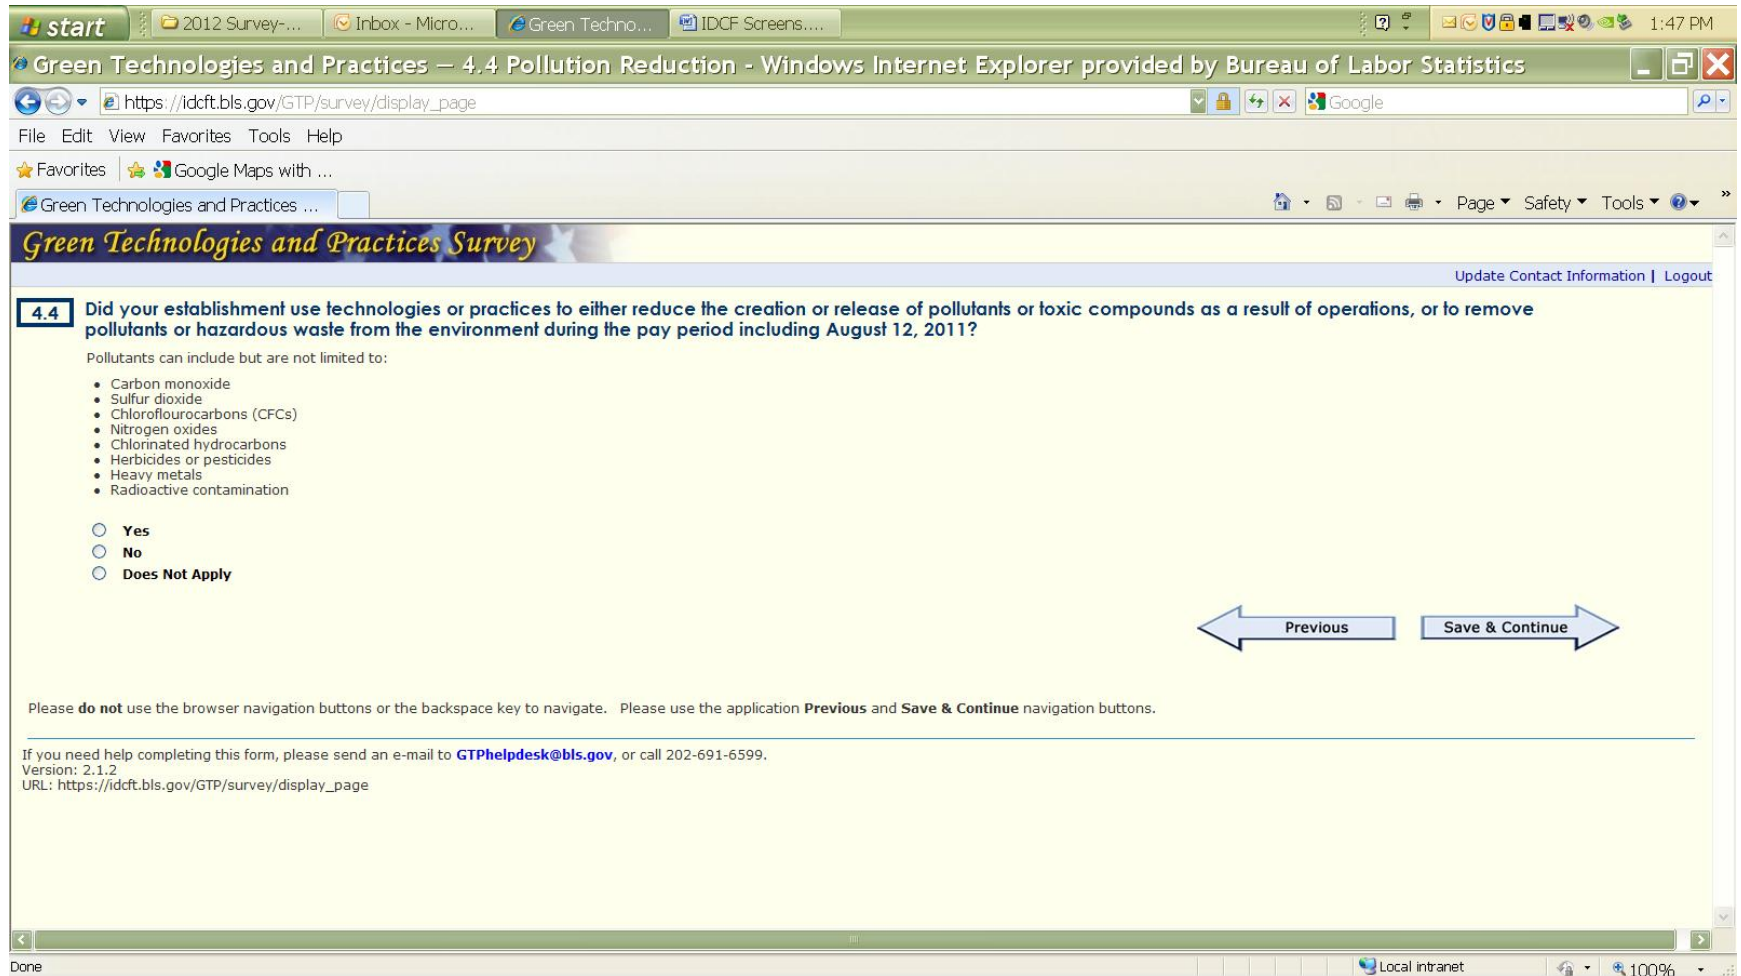 start
2012 Survey-...
Inbox - Micro...
Green Techno...
IDCF Screens....
1:47 PM
Green Technologies and Practices — 4.4 Pollution Reduction - Windows Internet Explorer provided by Bureau of Labor Statistics
https://idcft.bls.gov/GTP/survey/display_page
Google
File Edit View Favorites Tools Help
Favorites
Google Maps with ...
Green Technologies and Practices ...
Page Safety Tools »
Green Technologies and Practices Survey
Update Contact Information | Logout
4.4 Did your establishment use technologies or practices to either reduce the creation or release of pollutants or toxic compounds as a result of operations, or to remove
pollutants or hazardous waste from the environment during the pay period including August 12, 2011?
Pollutants can include but are not limited to:
• Carbon monoxide
• Sulfur dioxide
• Chloroflourocarbons (CFCs)
• Nitrogen oxides
• Chlorinated hydrocarbons
• Herbicides or pesticides
• Heavy metals
• Radioactive contamination
Yes
No
Does Not Apply
Previous
Save & Continue
Please do not use the browser navigation buttons or the backspace key to navigate. Please use the application Previous and Save & Continue navigation buttons.
If you need help completing this form, please send an e-mail to GTPhelpdesk@bls.gov, or call 202-691-6599.
Version: 2.1.2
URL: https://idcft.bls.gov/GTP/survey/display_page
Done
Local intranet
100%